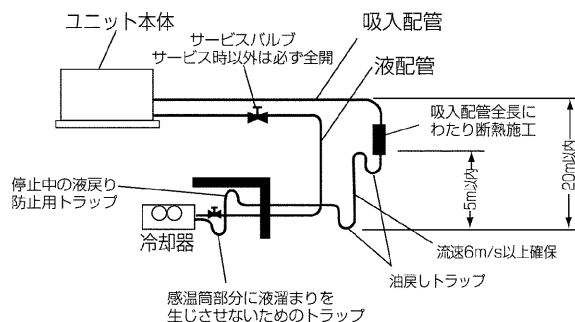 ユニット本体
サービスバルブ
サービス時以外は必ず全開
吸入配管
液配管
吸入配管全長に
わたり断熱施工
停止中の液戻り
防止用トラップ
5m以内
20m以内
冷却器
流速6m/s以上確保
油戻しトラップ
感温筒部分に液溜まりを
生じさせないためのトラップ